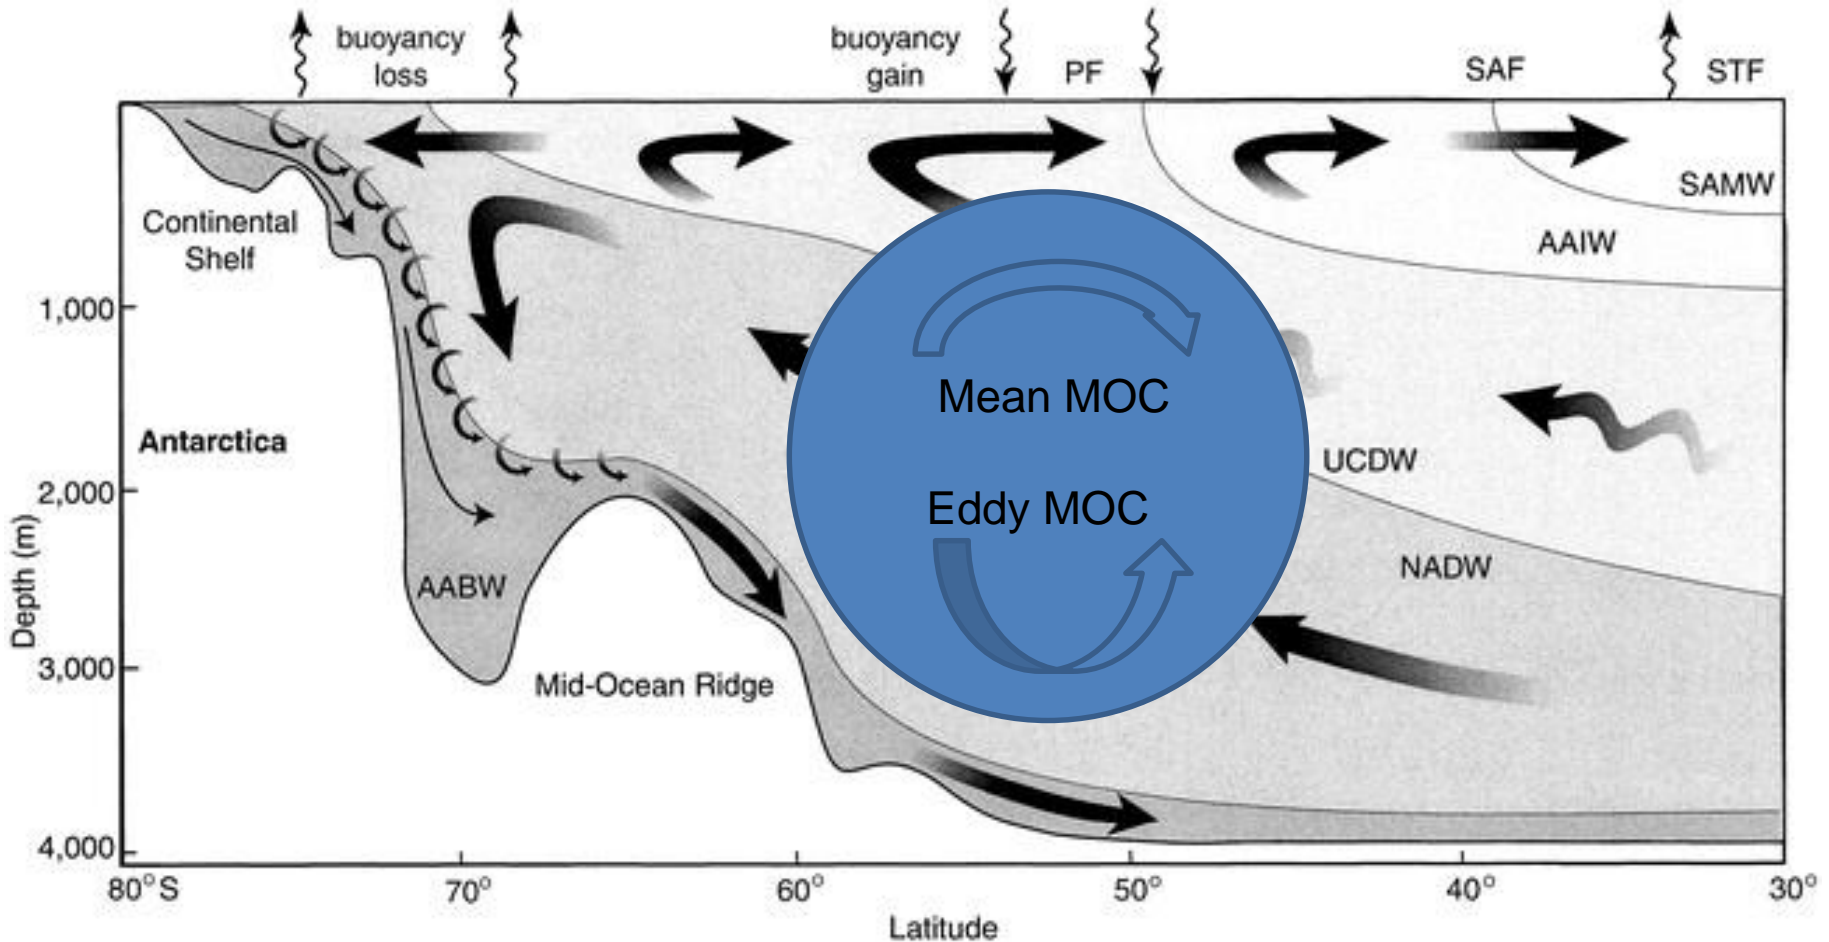 buoyancy
loss
buoyancy
gain
PF
SAF
STF
SAMW
Continental
Shelf
AAIW
1,000
Mean MOC
Antarctica
UCDW
2,000
Eddy MOC
NADW
AABW
Depth (m)
3,000
Mid-Ocean Ridge
4,000
80°S
70°
60°
50°
40°
30°
Latitude